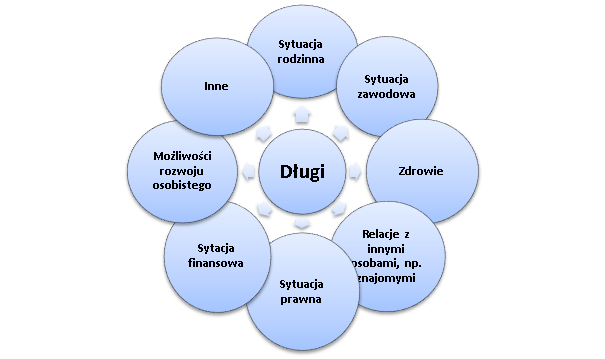 Sytuacja
rodzinna
Sytuacja
zawodowa
Zdrowie
Relacje z
innymi
osobami, np.
znajomymi
Sytuacja
prawna
Sytacja
finansowa
Możliwości
rozwoju
osobistego
Inne
Długi